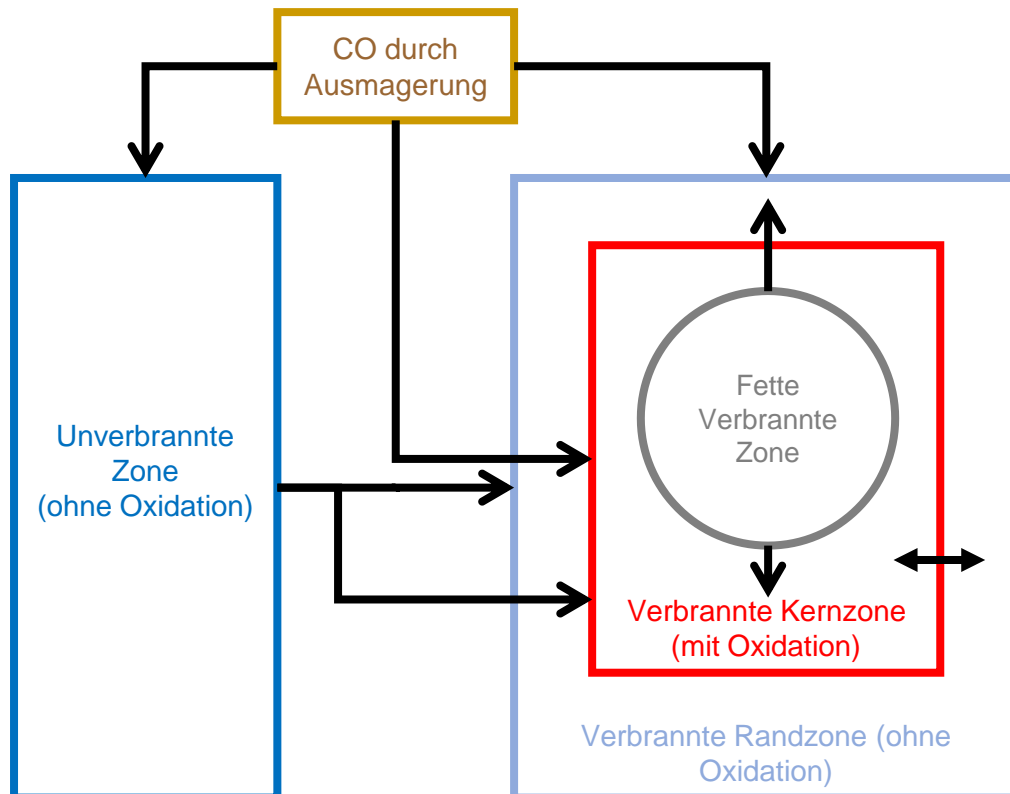 CO durch
Ausmagerung
Unverbrannte
Zone
(ohne Oxidation)
Fette
Verbrannte
Zone
Verbrannte Kernzone
(mit Oxidation)
Verbrannte Randzone (ohne
Oxidation)